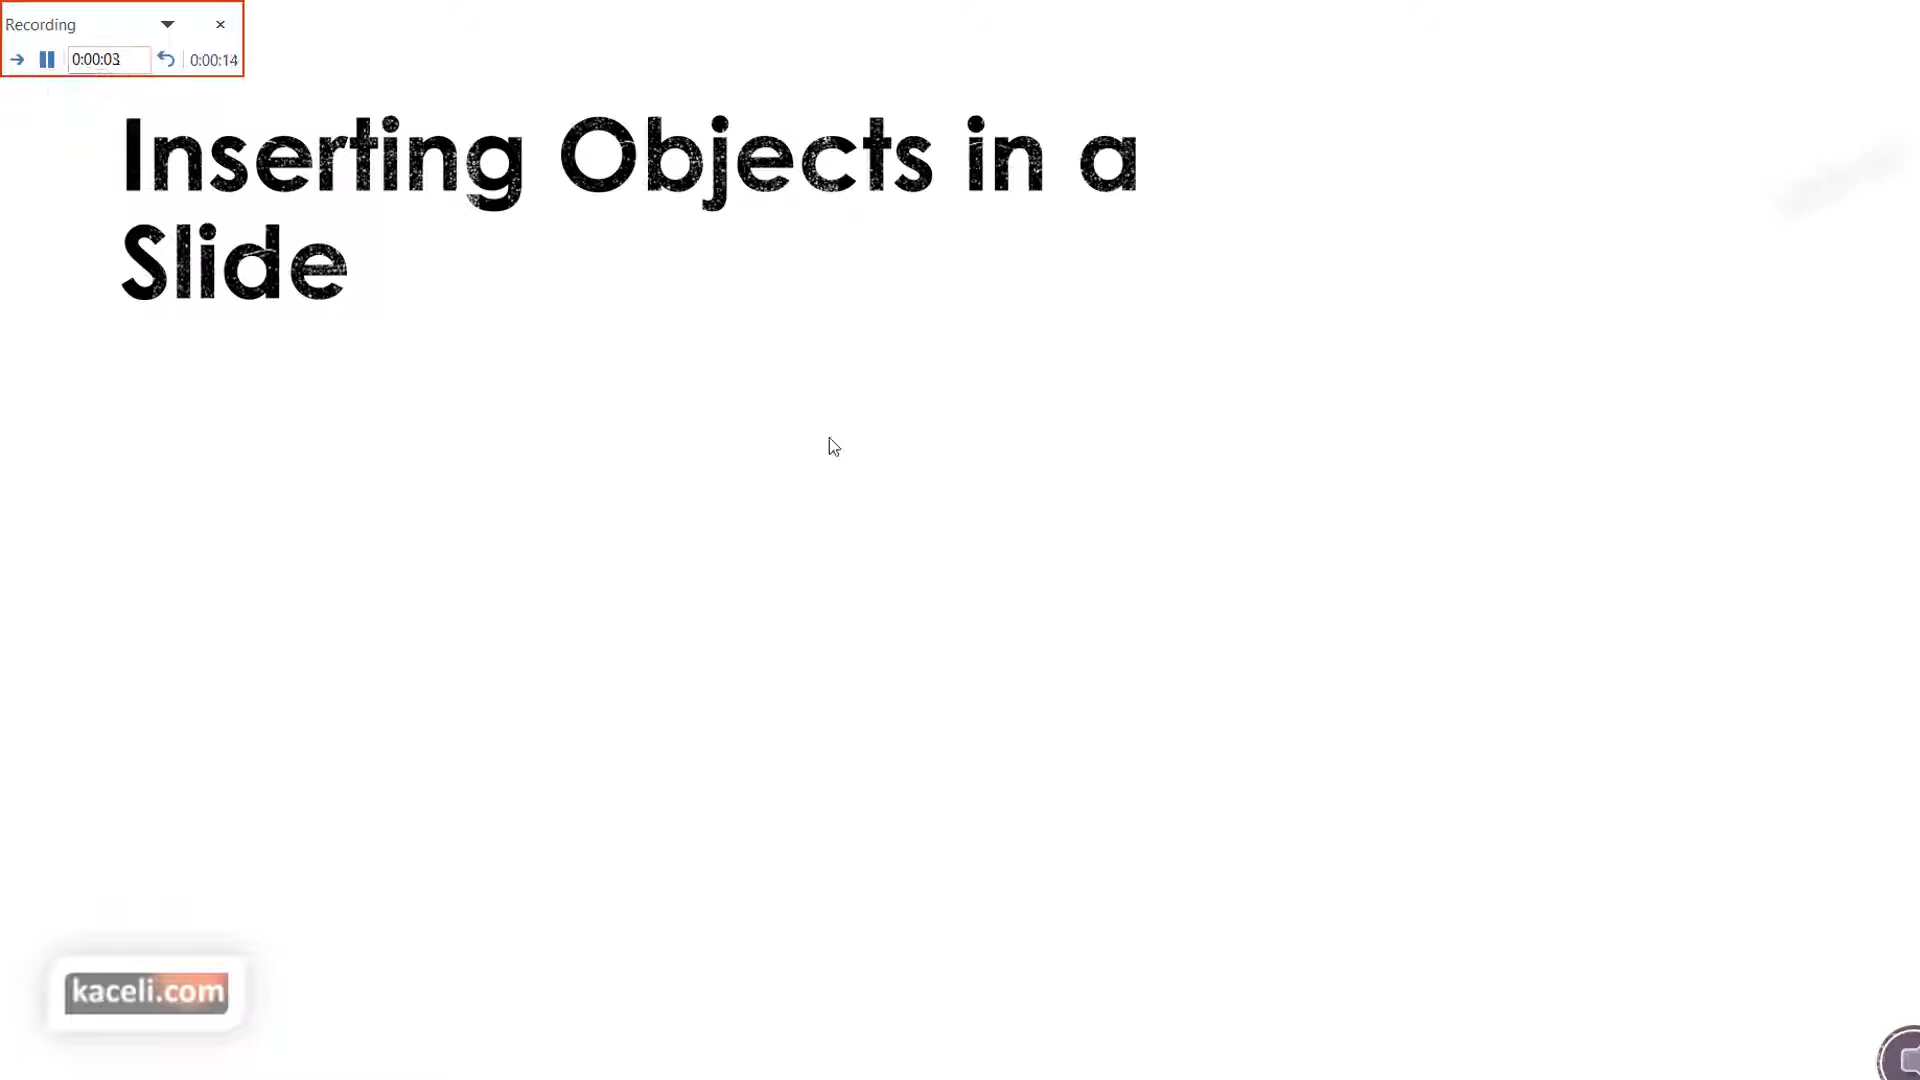 Recording
0:00:03 0:00:14
Inserting Objects in a
Slide
kaceli.com